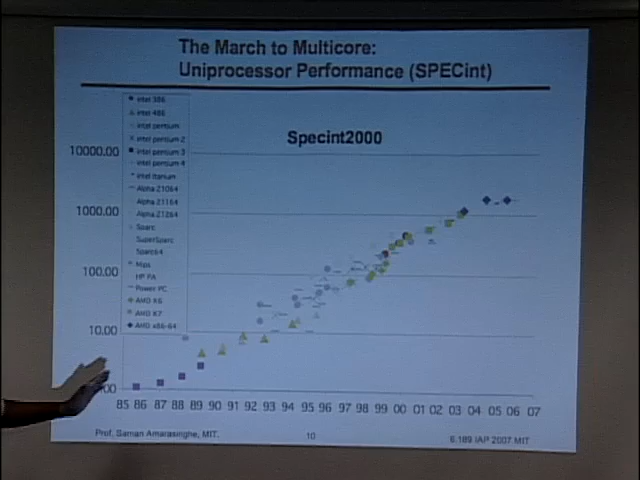 The March to Multicore:
Uniprocessor Performance (SPECint)
Specint2000
intel 386
intel 486
intel pentium
intel pentium 2
intel pentium 3
intel pentium 4
intel itanium
Alpha 21064
Alpha 21164
Alpha 21264
Sparc
SuperSparc
Sparc64
Mips
HP PA
Power PC
AMD K6
AMD K7
AMD x86-64
10000.00
1000.00
100.00
10.00
85 86 87 88 89 90 91 92 93 94 95 96 97 98 99 00 01 02 03 04 05 06 07
Prof. Saman Amarasinghe, MIT.
10
6.189 IAP 2007 MIT